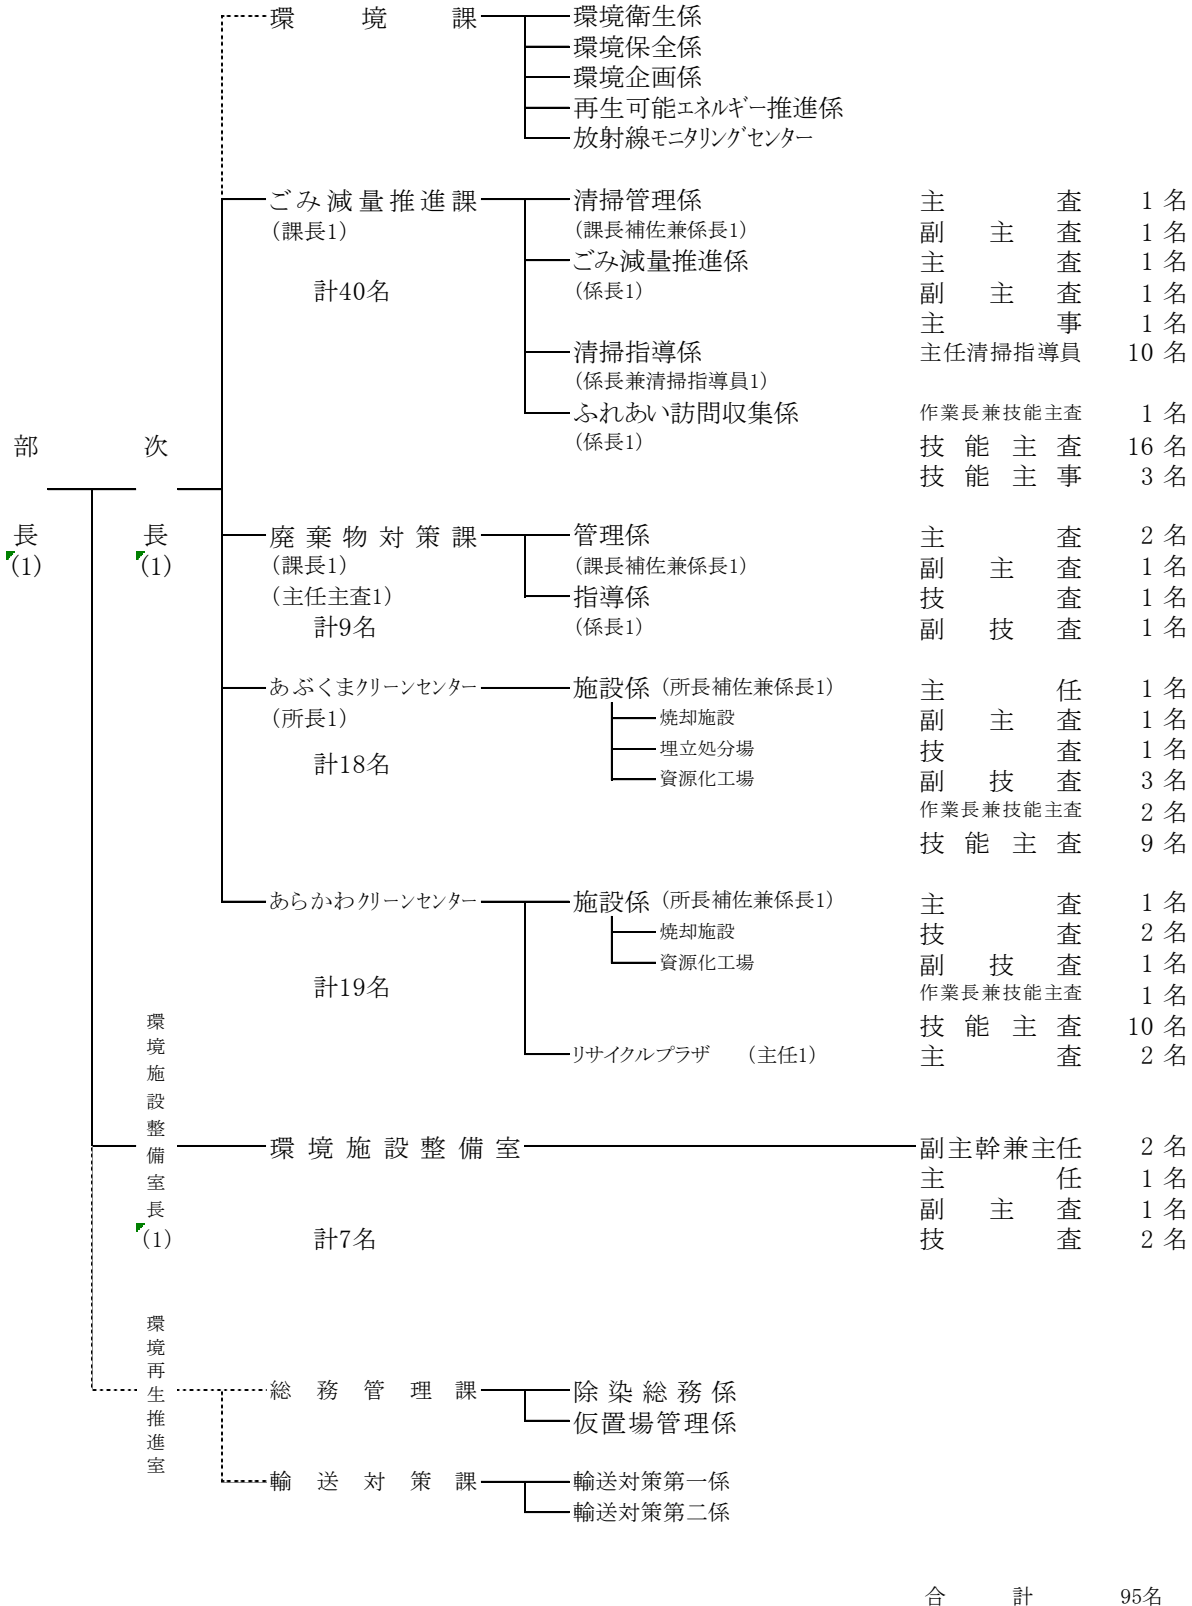 環境課 環境衛生係
環境保全係
環境企画係
再生可能エネルギー推進係
放射線モニタリングセンター
ごみ減量推進課 清掃管理係 主査 1名
(課長1) (課長補佐兼係長1) 副主査 1名
ごみ減量推進係 主査 1名
計40名 (係長1) 副主査 1名
主事 1名
清掃指導係 主任清掃指導員 10名
(係長兼清掃指導員1)
ふれあい訪問収集係 作業長兼技能主査 1名
部長 次長 (係長1) 技能主査 16名
技能主事 3名
廃棄物対策課 管理係 主査 2名
(1) (1) (課長1) (課長補佐兼係長1) 副主査 1名
(主任主査1) 指導係 技査 1名
計9名 (係長1) 副技査 1名
あぶくまクリーンセンター 施設係 (所長補佐兼係長1) 主任 1名
(所長1) 焼却施設 副主査 1名
埋立処分場 技査 1名
計18名 資源化工場 副技査 3名
作業長兼技能主査 2名
技能主査 9名
あらかわクリーンセンター 施設係 (所長補佐兼係長1) 主査 1名
焼却施設 技査 2名
資源化工場 副技査 1名
計19名 作業長兼技能主査 1名
技能主査 10名
リサイクルプラザ (主任1) 主査 2名
環境施設整備室長 環境施設整備室 副主幹兼主任 2名
主任 1名
副主査 1名
(1) 計7名 技査 2名
環境再生推進室 総務管理課 除染総務係
仮置場管理係
輸送対策課 輸送対策第一係
輸送対策第二係
合計 95名